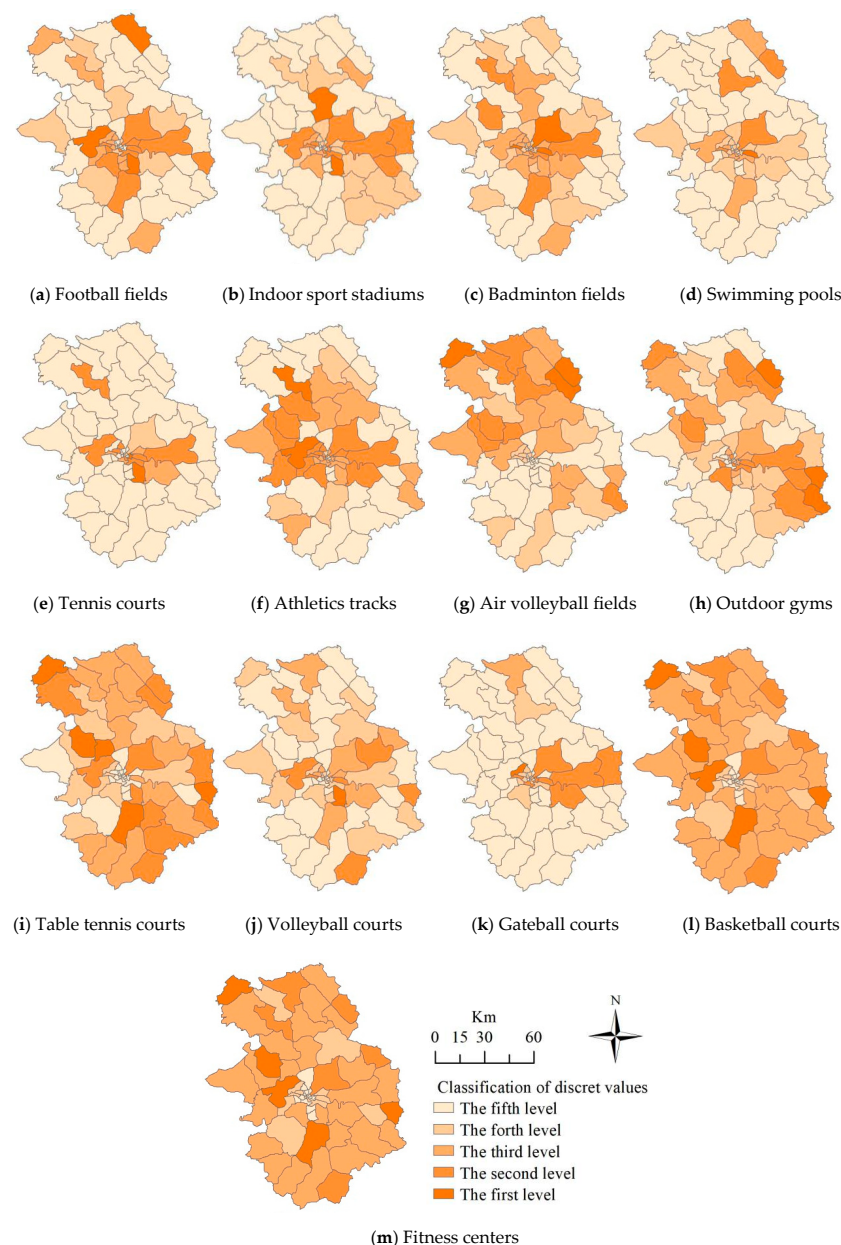 (a) Football fields
(b) Indoor sport stadiums
(c) Badminton fields
(d) Swimming pools
(e) Tennis courts
(f) Athletics tracks
(g) Air volleyball fields
(h) Outdoor gyms
(i) Table tennis courts
(j) Volleyball courts
(k) Gateball courts
(l) Basketball courts
Km
0 15 30 60
N
Classification of discret values
The fifth level
The forth level
The third level
The second level
The first level
(m) Fitness centers